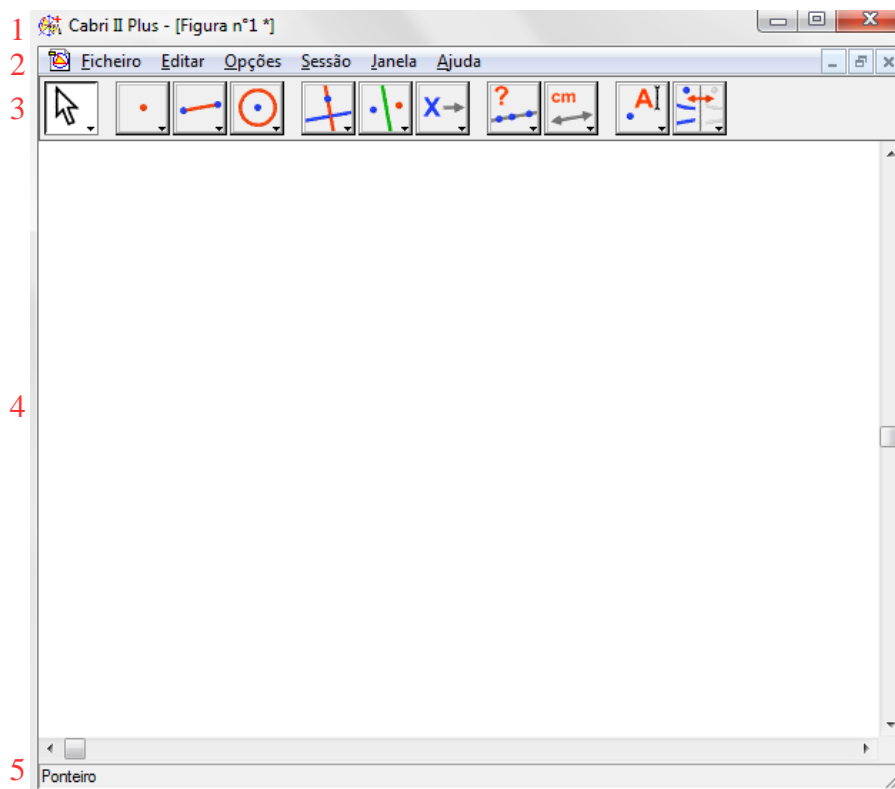 1 Cabri II Plus - [Figura n°1 *]
2 Ficheiro Editar Opções Sessão Janela Ajuda
3 X ? cm A
4
5 Ponteiro